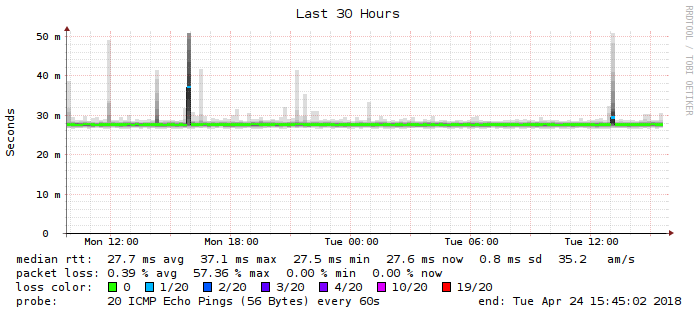 Last 30 Hours
RRDTOOL / TOBI OETIKER
Seconds
50 m
40 m
30 m
20 m
10 m
0
Mon 12:00 Mon 18:00 Tue 00:00 Tue 06:00 Tue 12:00
median rtt: 27.7 ms avg 37.1 ms max 27.5 ms min 27.6 ms now 0.8 ms sd 35.2 am/s
packet loss: 0.39 % avg 57.36 % max 0.00 % min 0.00 % now
loss color: 0 1/20 2/20 3/20 4/20 10/20 19/20
probe: 20 ICMP Echo Pings (56 Bytes) every 60s end: Tue Apr 24 15:45:02 2018